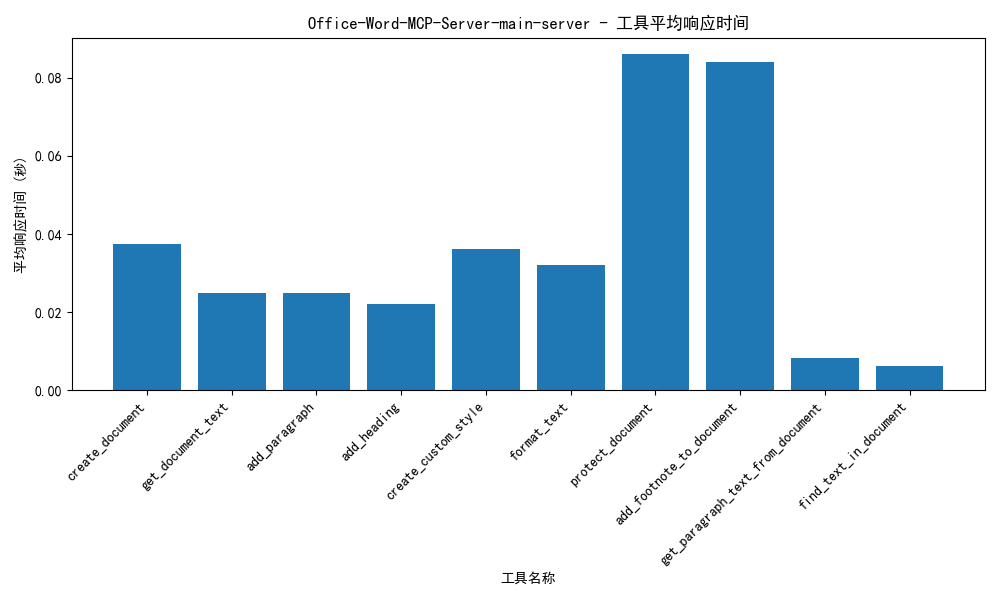 Office-Word-MCP-Server-main-server - 工具平均响应时间
平均响应时间 (秒)
0.08
0.06
0.04
0.02
0.00
create_document
get_document_text
add_paragraph
add_heading
create_custom_style
format_text
protect_document
add_footnote_to_document
get_paragraph_text_from_document
find_text_in_document
工具名称